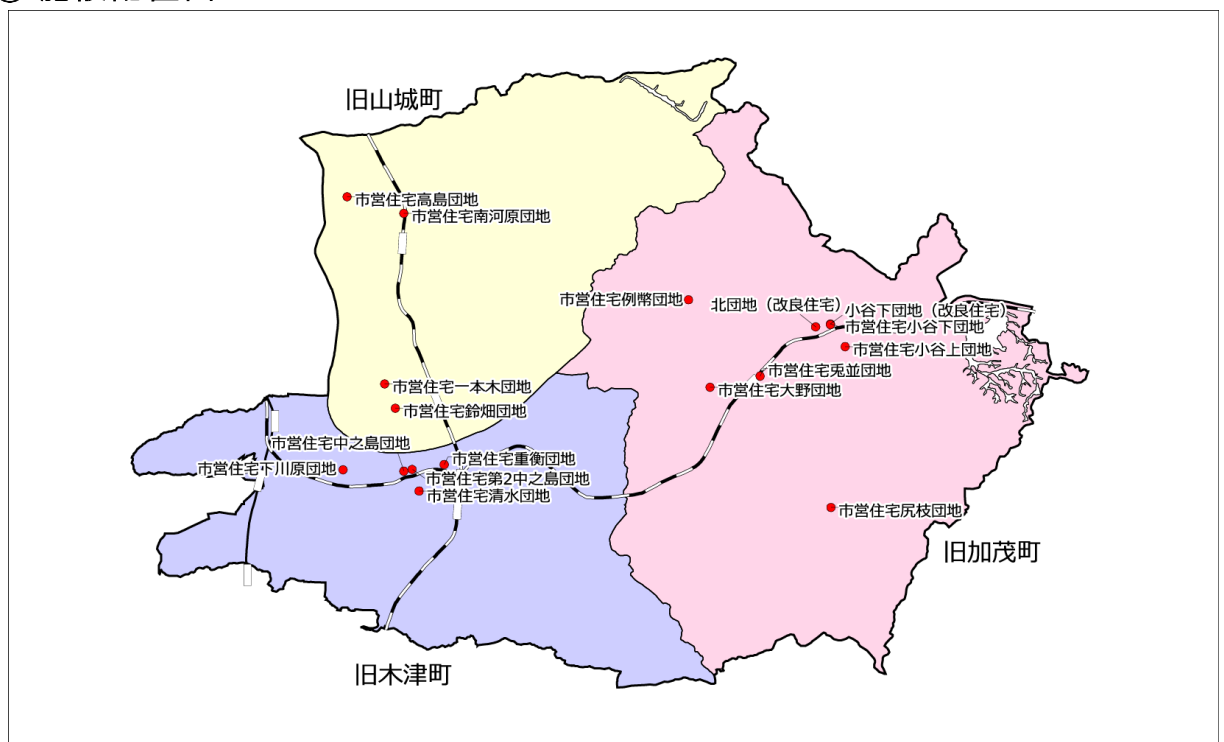 旧山城町
市営住宅高島団地
市営住宅南河原団地
市営住宅例幣団地
北団地（改良住宅）
小谷下団地（改良住宅）
市営住宅小谷下団地
市営住宅小谷上団地
市営住宅兎並団地
市営住宅大野団地
市営住宅一本木団地
市営住宅鈴畑団地
市営住宅中之島団地
市営住宅重衡団地
市営住宅下川原団地
市営住宅第2中之島団地
市営住宅清水団地
市営住宅尻枝団地
旧加茂町
旧木津町